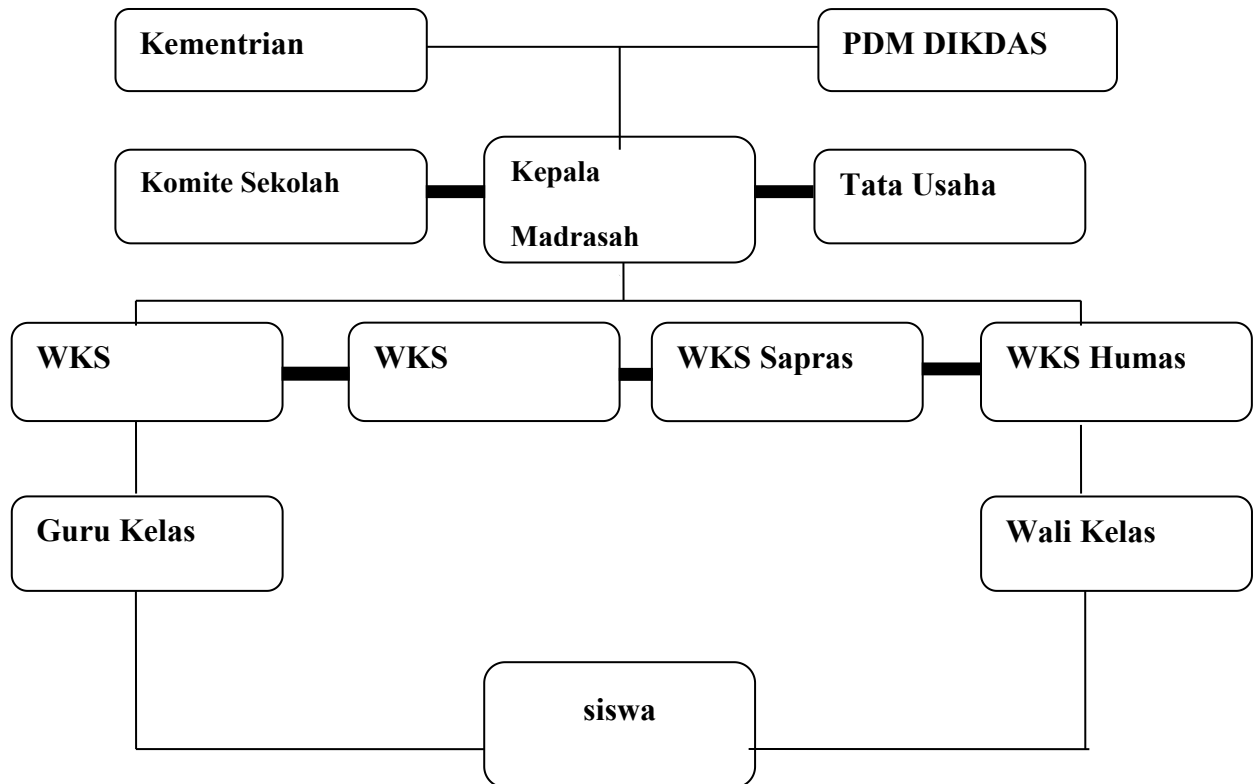 Kementrian
PDM DIKDAS
Komite Sekolah
Kepala
Madrasah
Tata Usaha
WKS
WKS
WKS Sapras
WKS Humas
Guru Kelas
Wali Kelas
siswa